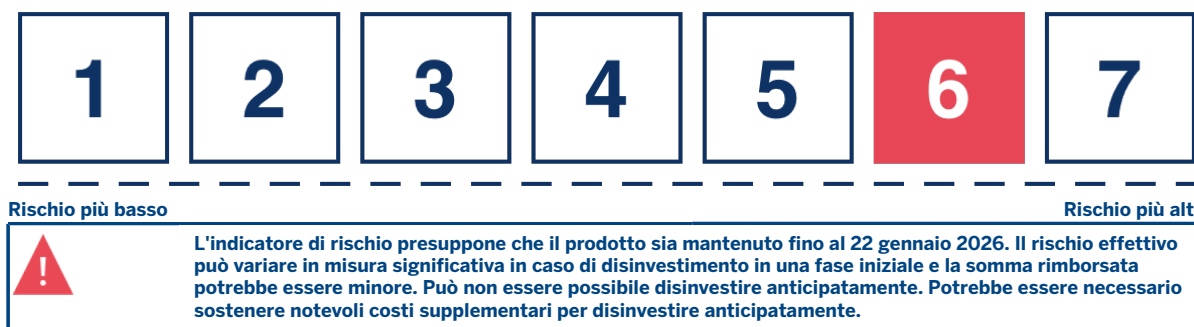 1 2 3 4 5 6 7
Rischio più basso Rischio più alt
L'indicatore di rischio presuppone che il prodotto sia mantenuto fino al 22 gennaio 2026. Il rischio effettivo
può variare in misura significativa in caso di disinvestimento in una fase iniziale e la somma rimborsata
potrebbe essere minore. Può non essere possibile disinvestire anticipatamente. Potrebbe essere necessario
sostenere notevoli costi supplementari per disinvestire anticipatamente.
!